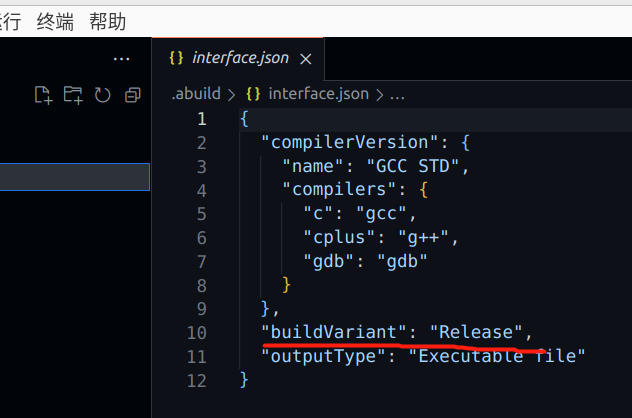 运行 终端 帮助
... {} interface.json ×
.abuild > {} interface.json > ...
1 {
2 "compilerVersion": {
3 "name": "GCC STD",
4 "compilers": {
5 "c": "gcc",
6 "cplus": "g++",
7 "gdb": "gdb"
8 }
9 },
10 "buildVariant": "Release",
11 "outputType": "Executable file"
12 }